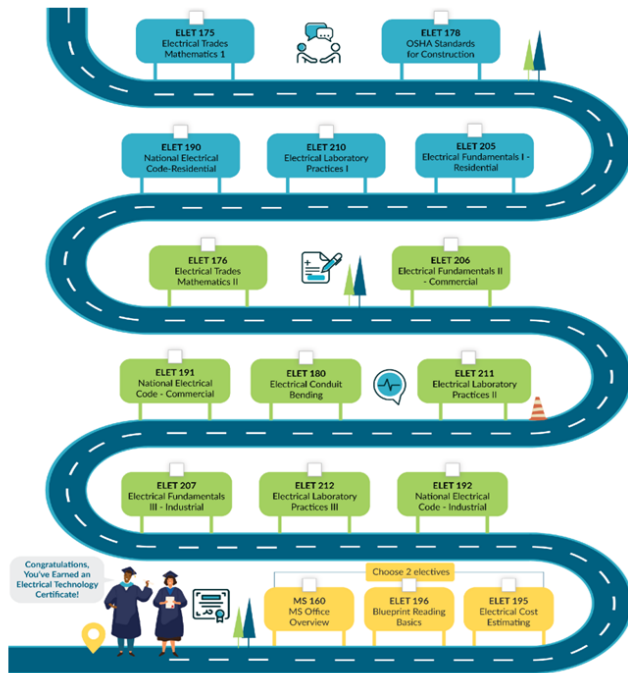 ELET 175
Electrical Trades
Mathematics 1
ELET 178
OSHA Standards
for Construction
ELET 190
National Electrical
Code-Residential
ELET 210
Electrical Laboratory
Practices I
ELET 205
Electrical Fundamentals I -
Residential
ELET 176
Electrical Trades
Mathematics II
ELET 206
Electrical Fundamentals II
- Commercial
ELET 191
National Electrical
Code - Commercial
ELET 180
Electrical Conduit
Bending
ELET 211
Electrical Laboratory
Practices II
ELET 207
Electrical Fundamentals
III - Industrial
ELET 212
Electrical Laboratory
Practices III
ELET 192
National Electrical
Code - Industrial
Congratulations,
You've Earned an
Electrical Technology
Certificate!
Choose 2 electives
MS 160
MS Office
Overview
ELET 196
Blueprint Reading
Basics
ELET 195
Electrical Cost
Estimating